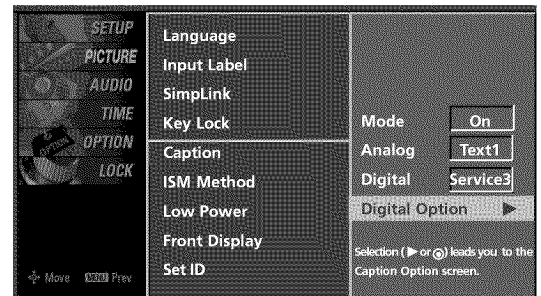 SETUP
PICTURE
AUDIO
TIME
OPTION
LOCK
Move MENU Prev
Language
Input Label
SimpLink
Key Lock
Caption
ISM Method
Low Power
Front Display
Set ID
Mode On
Analog Text1
Digital Service3
Digital Option ▶
Selection ( ▶ or ◉) leads you to the
Caption Option screen.